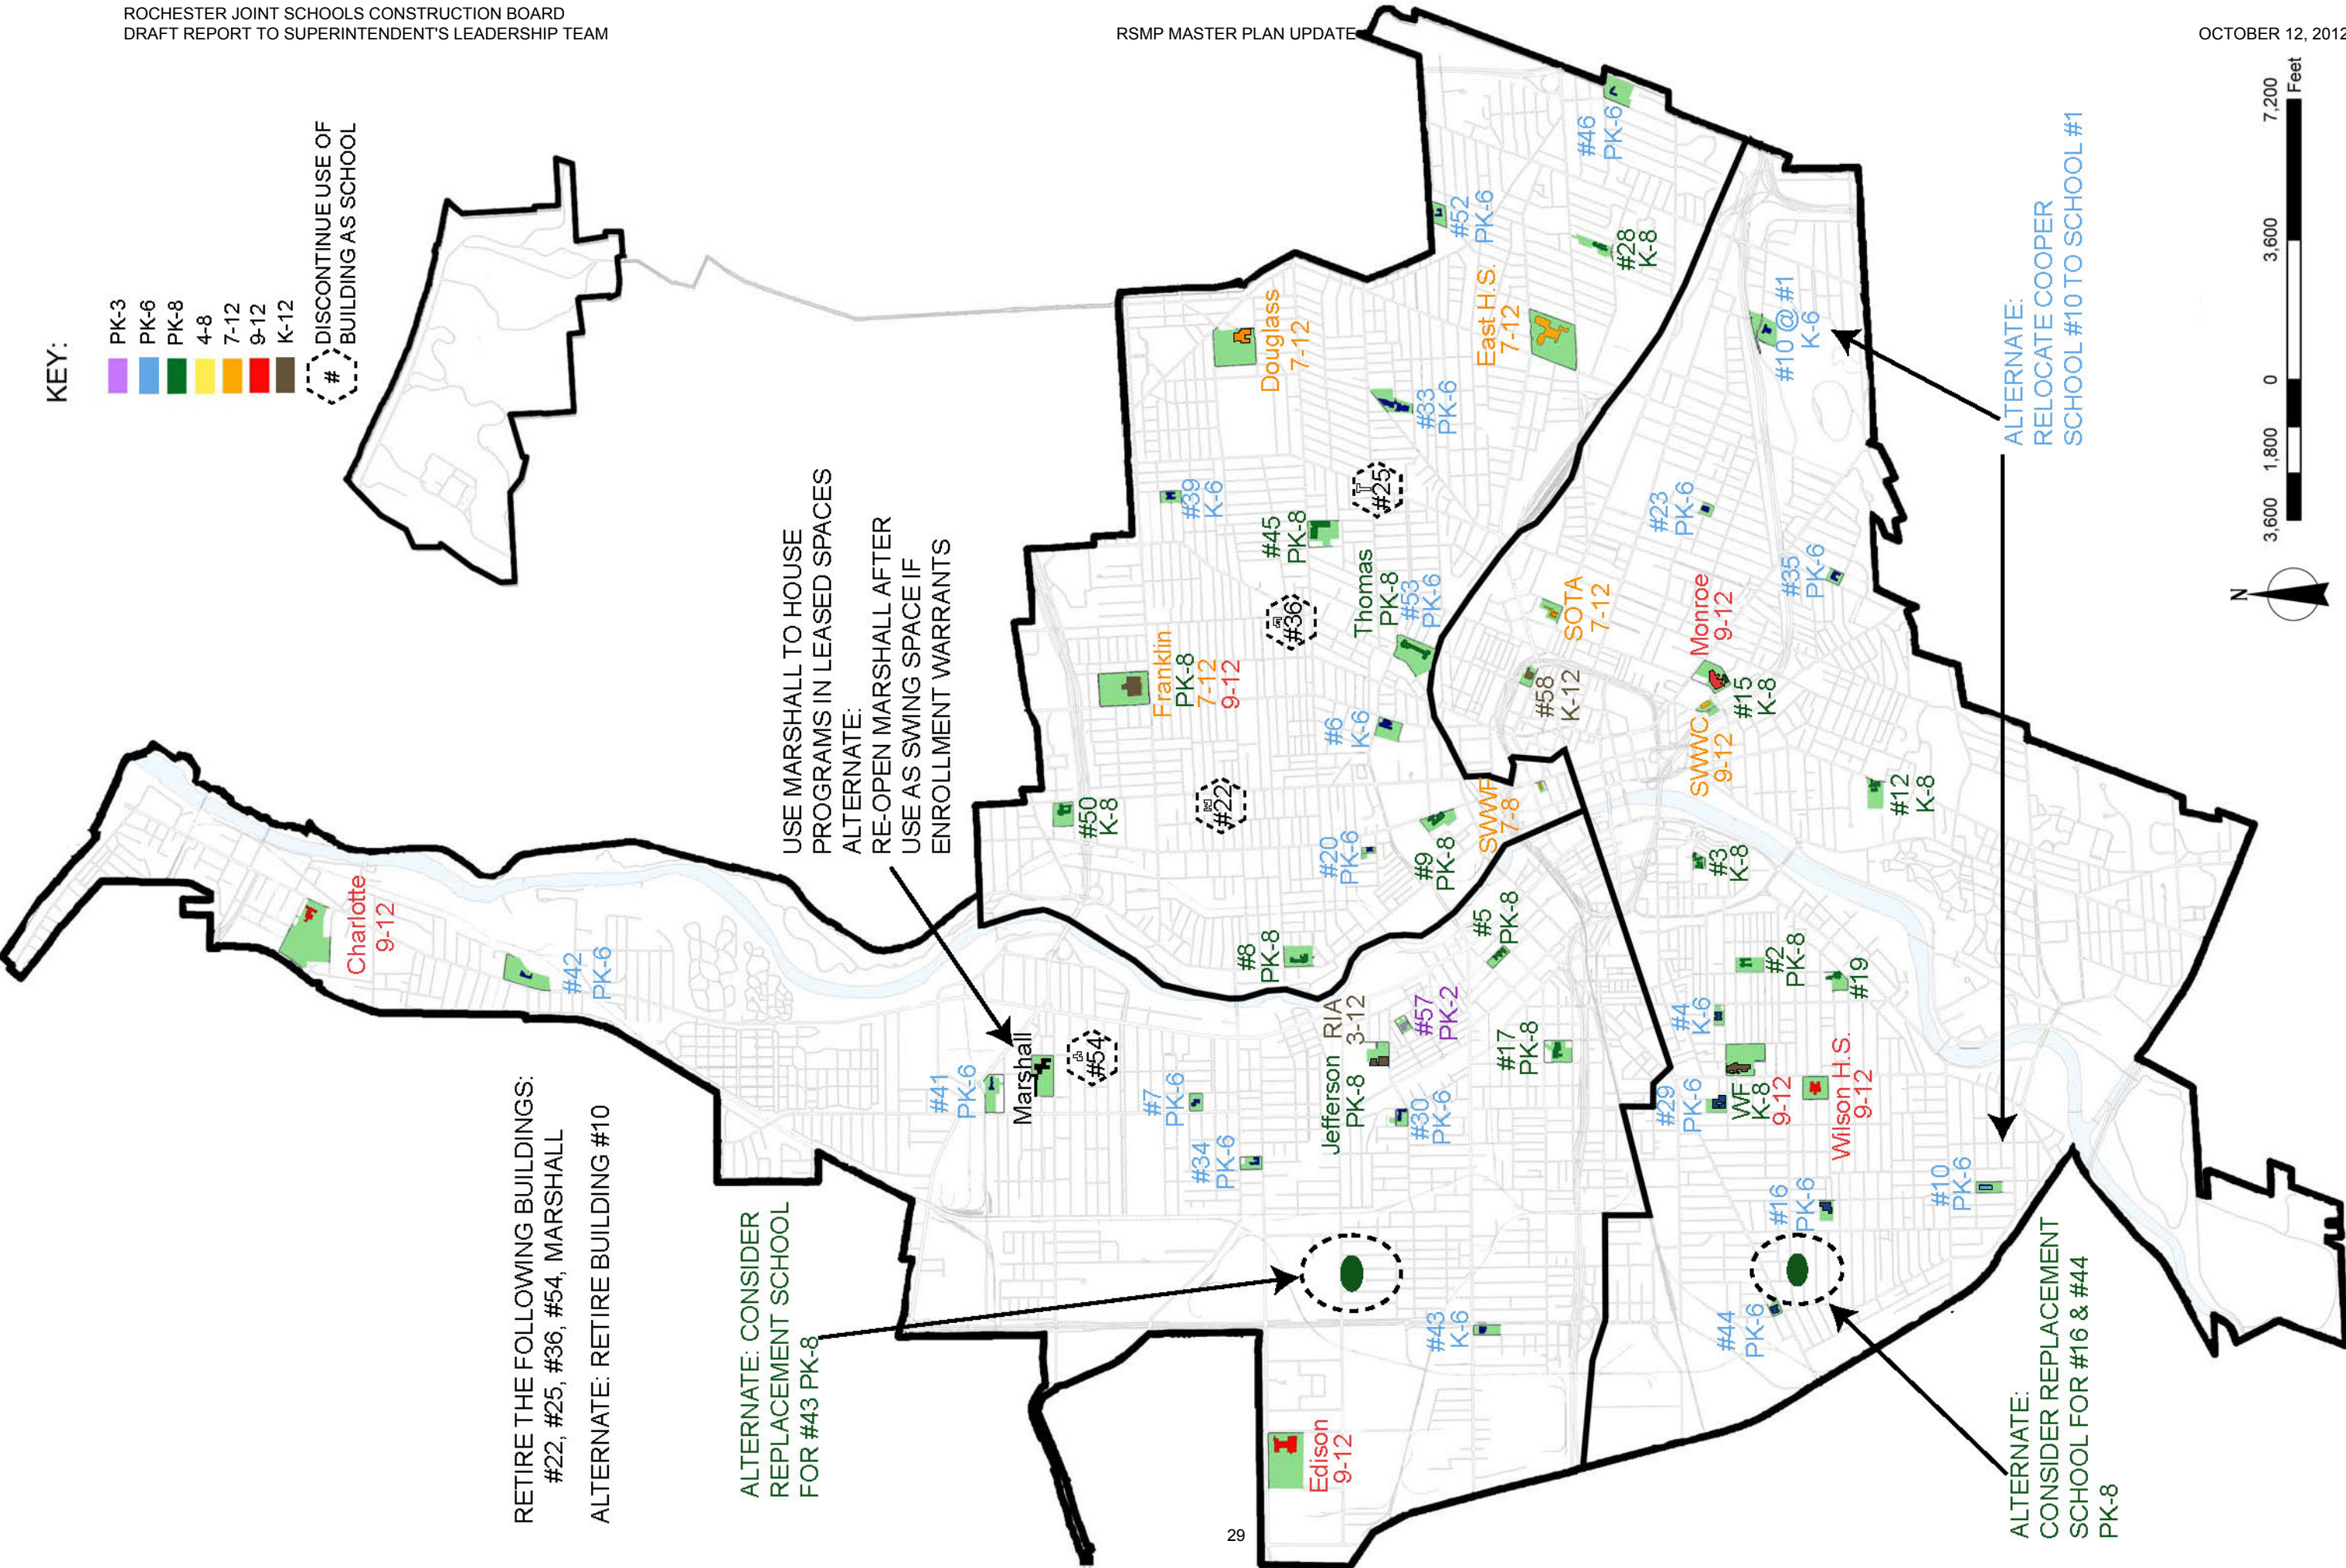 ROCHESTER JOINT SCHOOLS CONSTRUCTION BOARD
DRAFT REPORT TO SUPERINTENDENT'S LEADERSHIP TEAM
RSMP MASTER PLAN UPDATE
OCTOBER 12, 2012
KEY:
PK-3
PK-6
PK-8
4-8
7-12
9-12
K-12
#
DISCONTINUE USE OF
BUILDING AS SCHOOL
RETIRE THE FOLLOWING BUILDINGS:
#22, #25, #36, #54, MARSHALL
ALTERNATE: RETIRE BUILDING #10
USE MARSHALL TO HOUSE
PROGRAMS IN LEASED SPACES
ALTERNATE:
RE-OPEN MARSHALL AFTER
USE AS SWING SPACE IF
ENROLLMENT WARRANTS
ALTERNATE: CONSIDER
REPLACEMENT SCHOOL
FOR #43 PK-8
Charlotte
9-12
#42
PK-6
#41
PK-6
Marshall
#54
#7
PK-6
#34
PK-6
#50
K-8
Franklin
PK-8
7-12
9-12
#39
K-6
Douglass
7-12
#22
#36
#45
PK-8
#25
#33
PK-6
#52
PK-6
#46
PK-6
East H.S.
7-12
#28
K-8
Thomas
PK-8
#53
PK-6
#6
K-6
#20
PK-6
#9
PK-8
#8
PK-8
#5
PK-8
SWWF
7-8
RIA
3-12
Jefferson
PK-8
#57
PK-2
#30
PK-6
#17
PK-8
#43
K-6
Edison
9-12
SOTA
7-12
#58
K-12
#23
PK-6
Monroe
9-12
#15
K-8
SWWC
9-12
#35
PK-6
#10 @ #1
K-6
#12
K-8
#3
K-8
#2
PK-8
#19
#4
K-6
#29
PK-6
WF
K-8
9-12
Wilson H.S.
9-12
#16
PK-6
#44
PK-6
#10
PK-6
ALTERNATE:
RELOCATE COOPER
SCHOOL #10 TO SCHOOL #1
ALTERNATE:
CONSIDER REPLACEMENT
SCHOOL FOR #16 & #44
PK-8
N
3,600 1,800 0 3,600 7,200
Feet
29